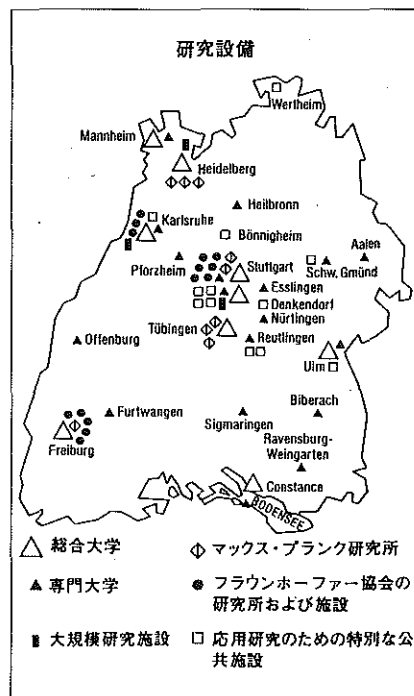 研究設備
Wertheim
Mannheim
Heidelberg
Heilbronn
Karlsruhe
Bönnigheim
Aalen
Pforzheim
Stuttgart
Schw. Gmünd
Esslingen
Denkendorf
Nürtingen
Tübingen
Reutlingen
Offenburg
Ulm
Furtwangen
Sigmaringen
Biberach
Ravensburg-
Weingarten
Freiburg
Constance
BODENSEE
総合大学
マックス・プランク研究所
専門大学
フラウンホーファー協会の
研究所および施設
大規模研究施設
応用研究のための特別な公
共施設